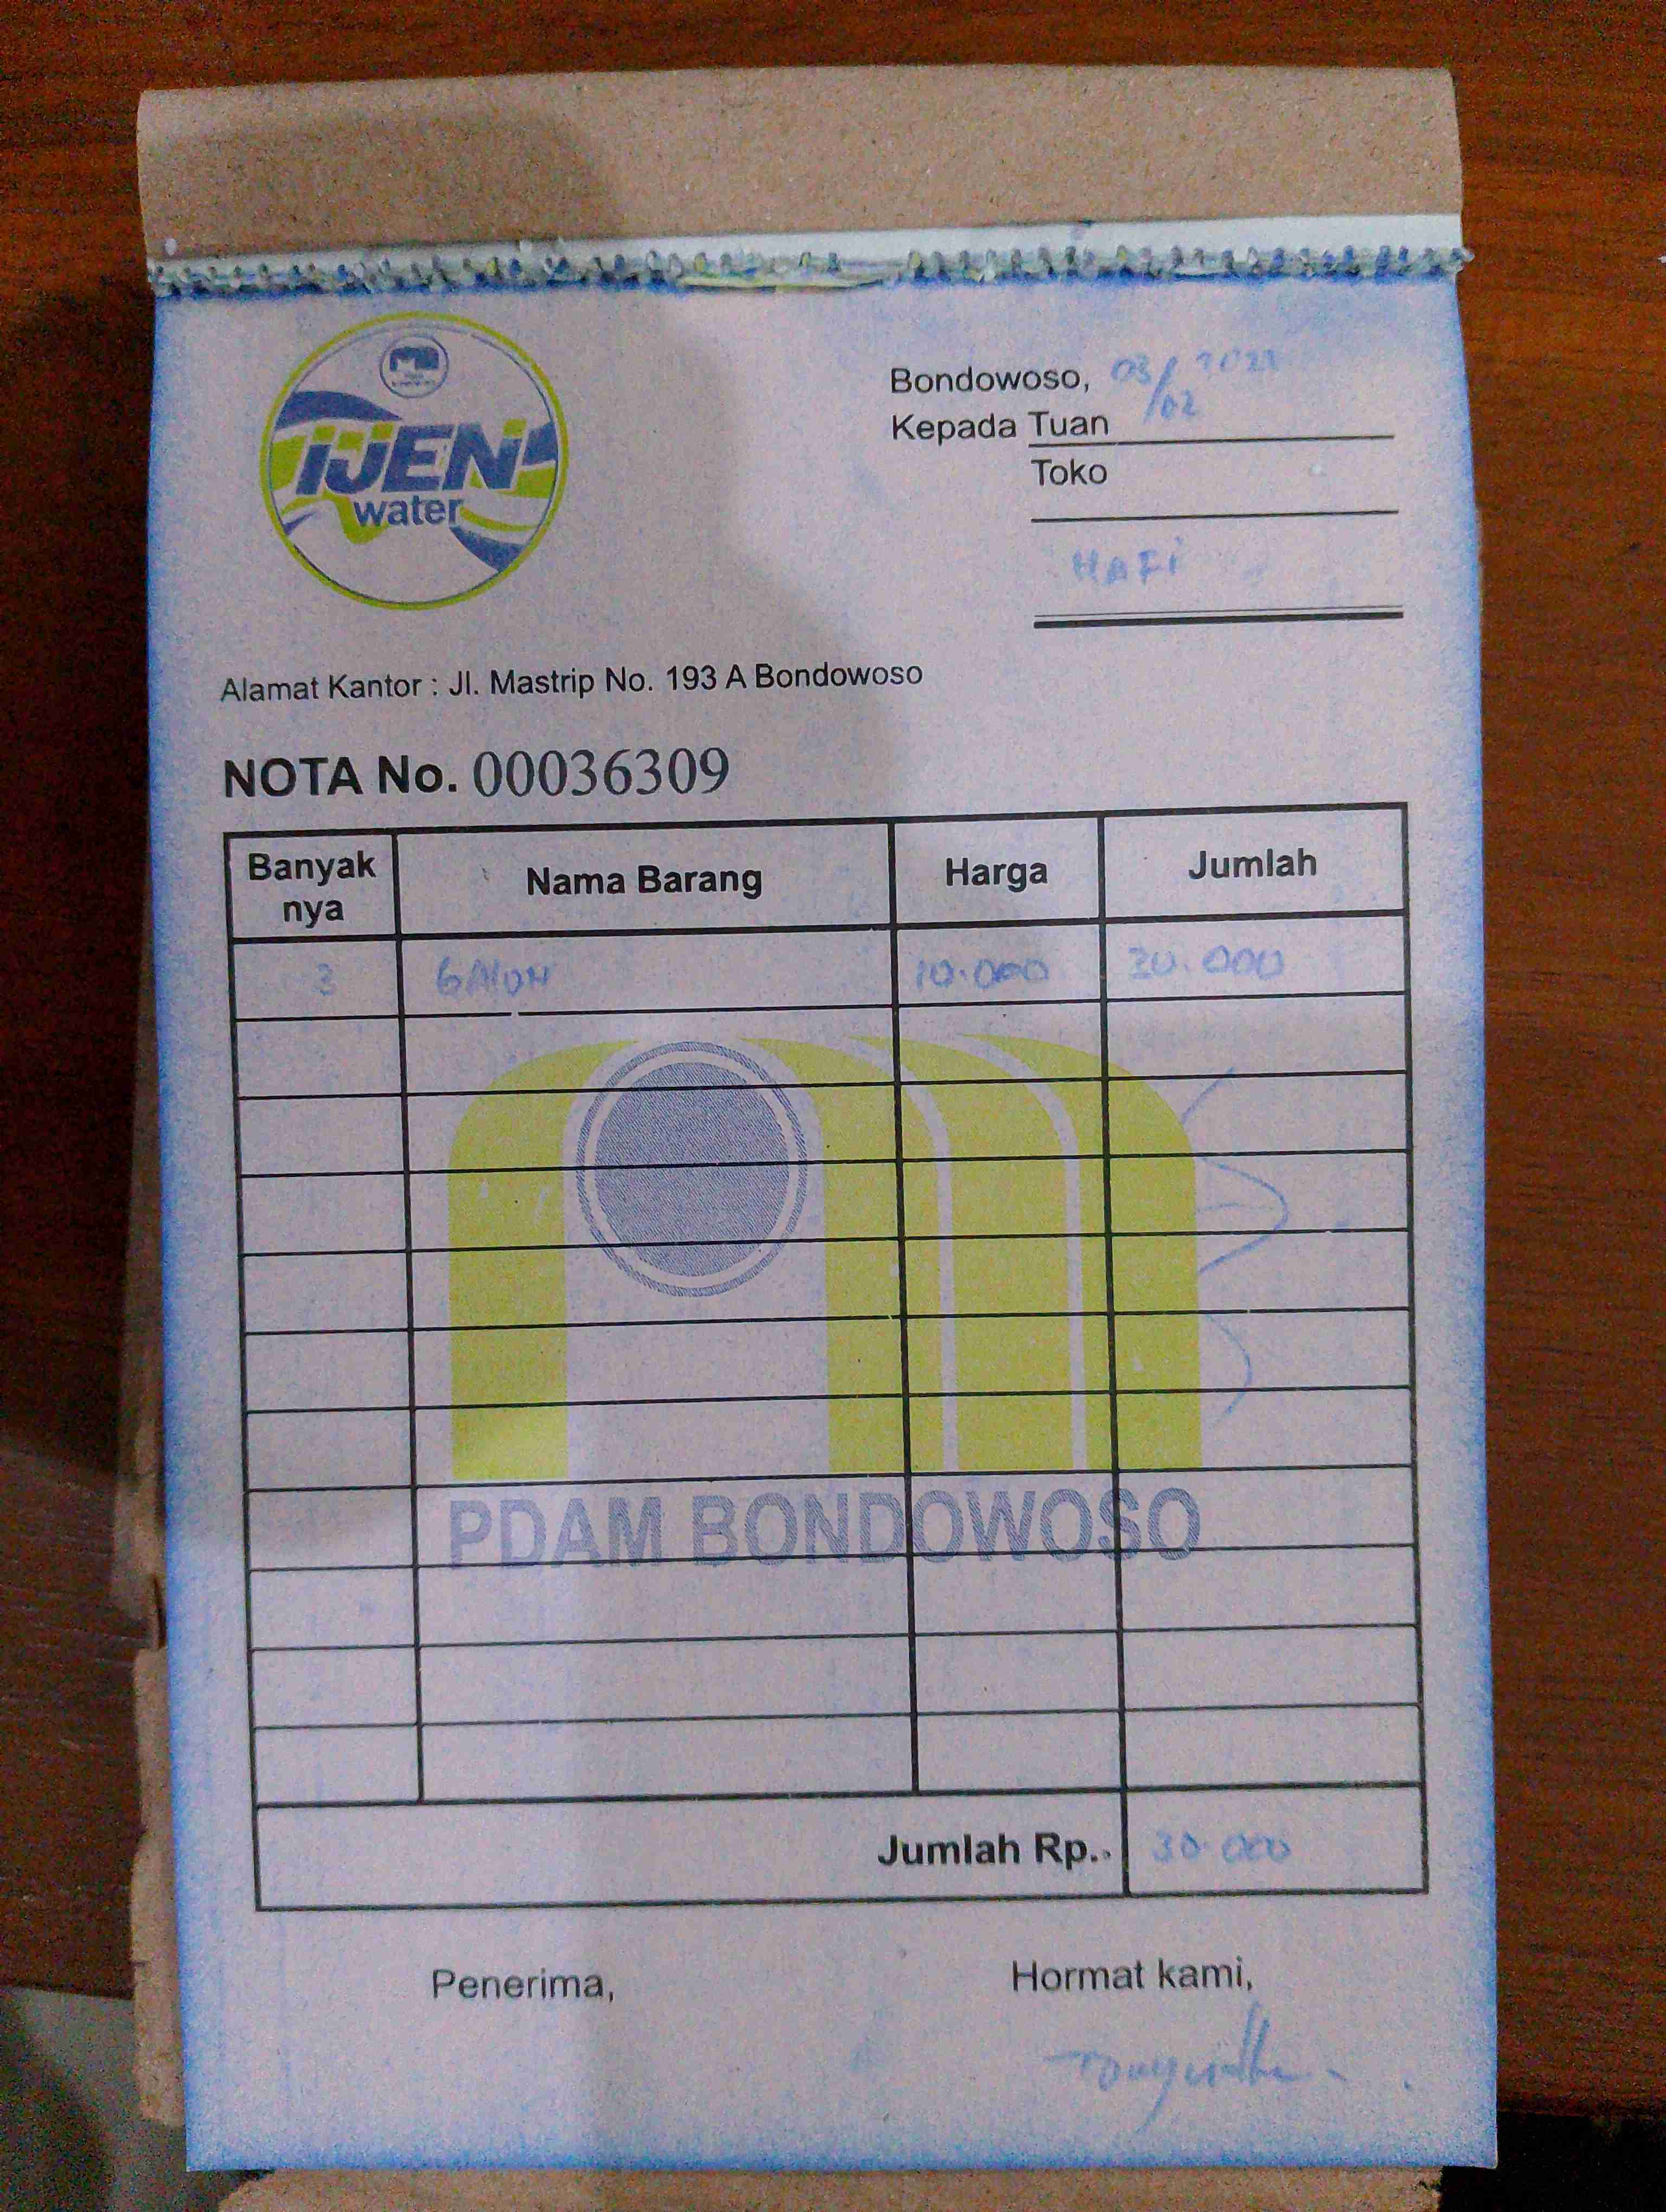 IJEN
water
Bondowoso, 03/02
Kepada Tuan
Toko
HAFI
Alamat Kantor : Jl. Mastrip No. 193 A Bondowoso
NOTA No. 00036309
Banyak nya Nama Barang Harga Jumlah
3 GALON 10.000 30.000
PDAM BONDOWOSO
Jumlah Rp. 30.000
Penerima, Hormat kami,